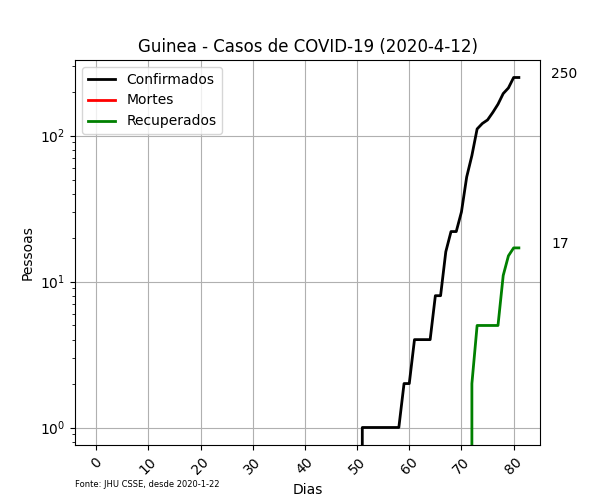 Guinea - Casos de COVID-19 (2020-4-12)
Confirmados
Mortes
Recuperados
250
17
10²
10¹
10⁰
Pessoas
0 10 20 30 40 50 60 70 80
Dias
Fonte: JHU CSSE, desde 2020-1-22